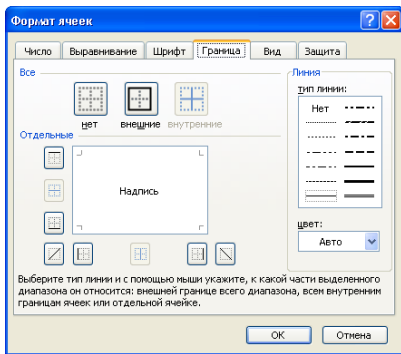 Формат ячеек
Число Выравнивание Шрифт Граница Вид Защита
Все
нет внешние внутренние
Отдельные
Надпись
Линия
тип линии:
Нет
цвет:
Авто
Выберите тип линии и с помощью мыши укажите, к какой части выделенного
диапазона он относится: внешней границе всего диапазона, всем внутренним
границам ячеек или отдельной ячейке.
ОК Отмена